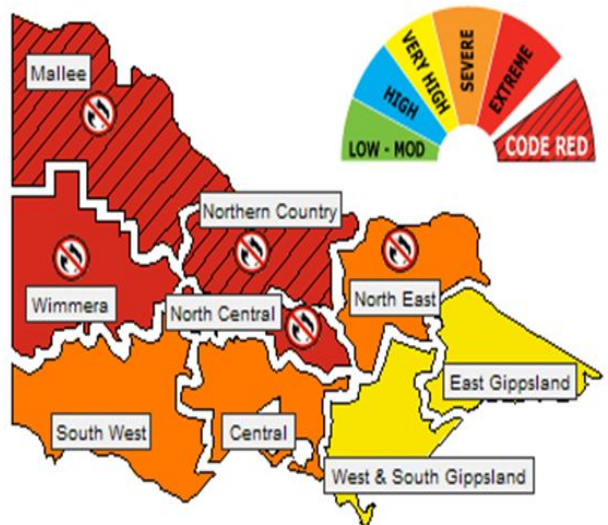 Mallee
LOW - MOD
HIGH
VERY HIGH
SEVERE
EXTREME
CODE RED
Northern Country
Wimmera
North Central
North East
East Gippsland
South West
Central
West & South Gippsland